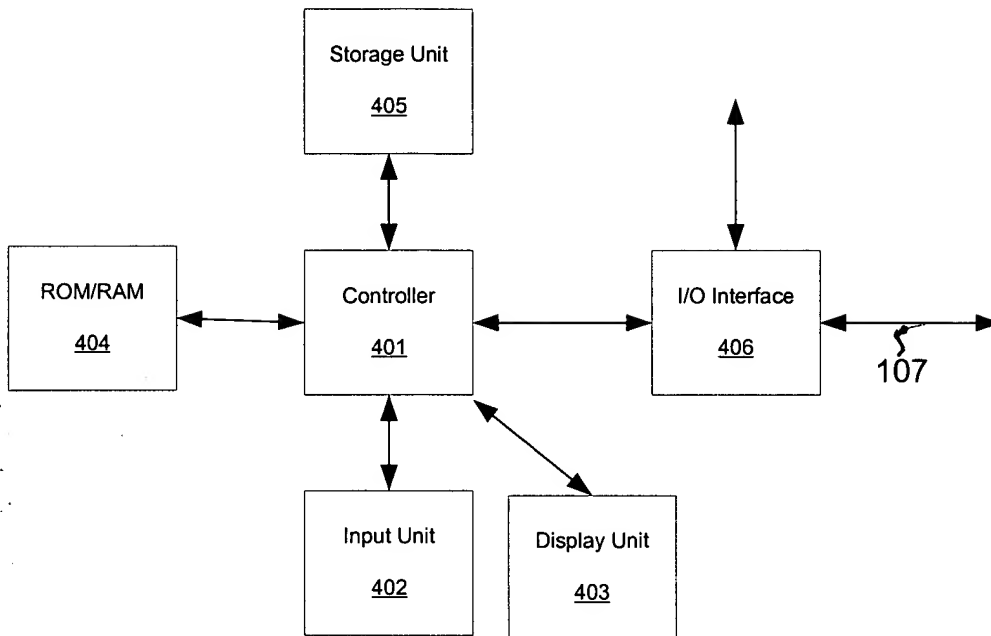 Storage Unit
405
ROM/RAM
404
Controller
401
I/O Interface
406
107
Input Unit
402
Display Unit
403